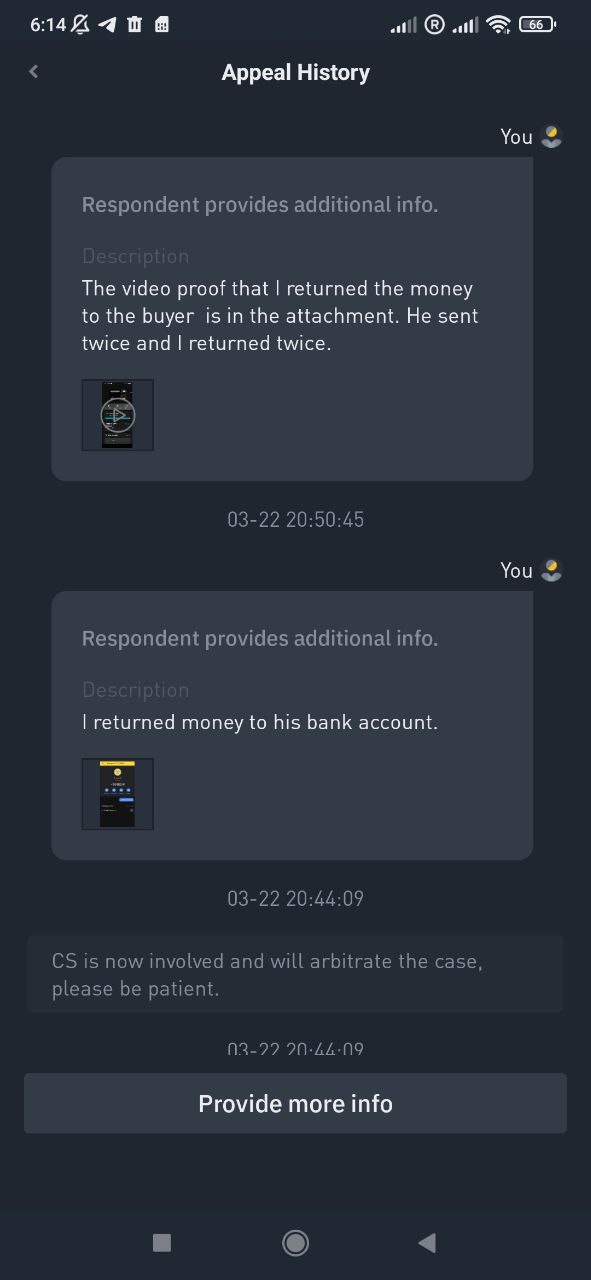 6:14
R
66
Appeal History
You
Respondent provides additional info.
Description
The video proof that I returned the money
to the buyer is in the attachment. He sent
twice and I returned twice.
03-22 20:50:45
You
Respondent provides additional info.
Description
I returned money to his bank account.
03-22 20:44:09
CS is now involved and will arbitrate the case,
please be patient.
03-22 20:44:09
Provide more info